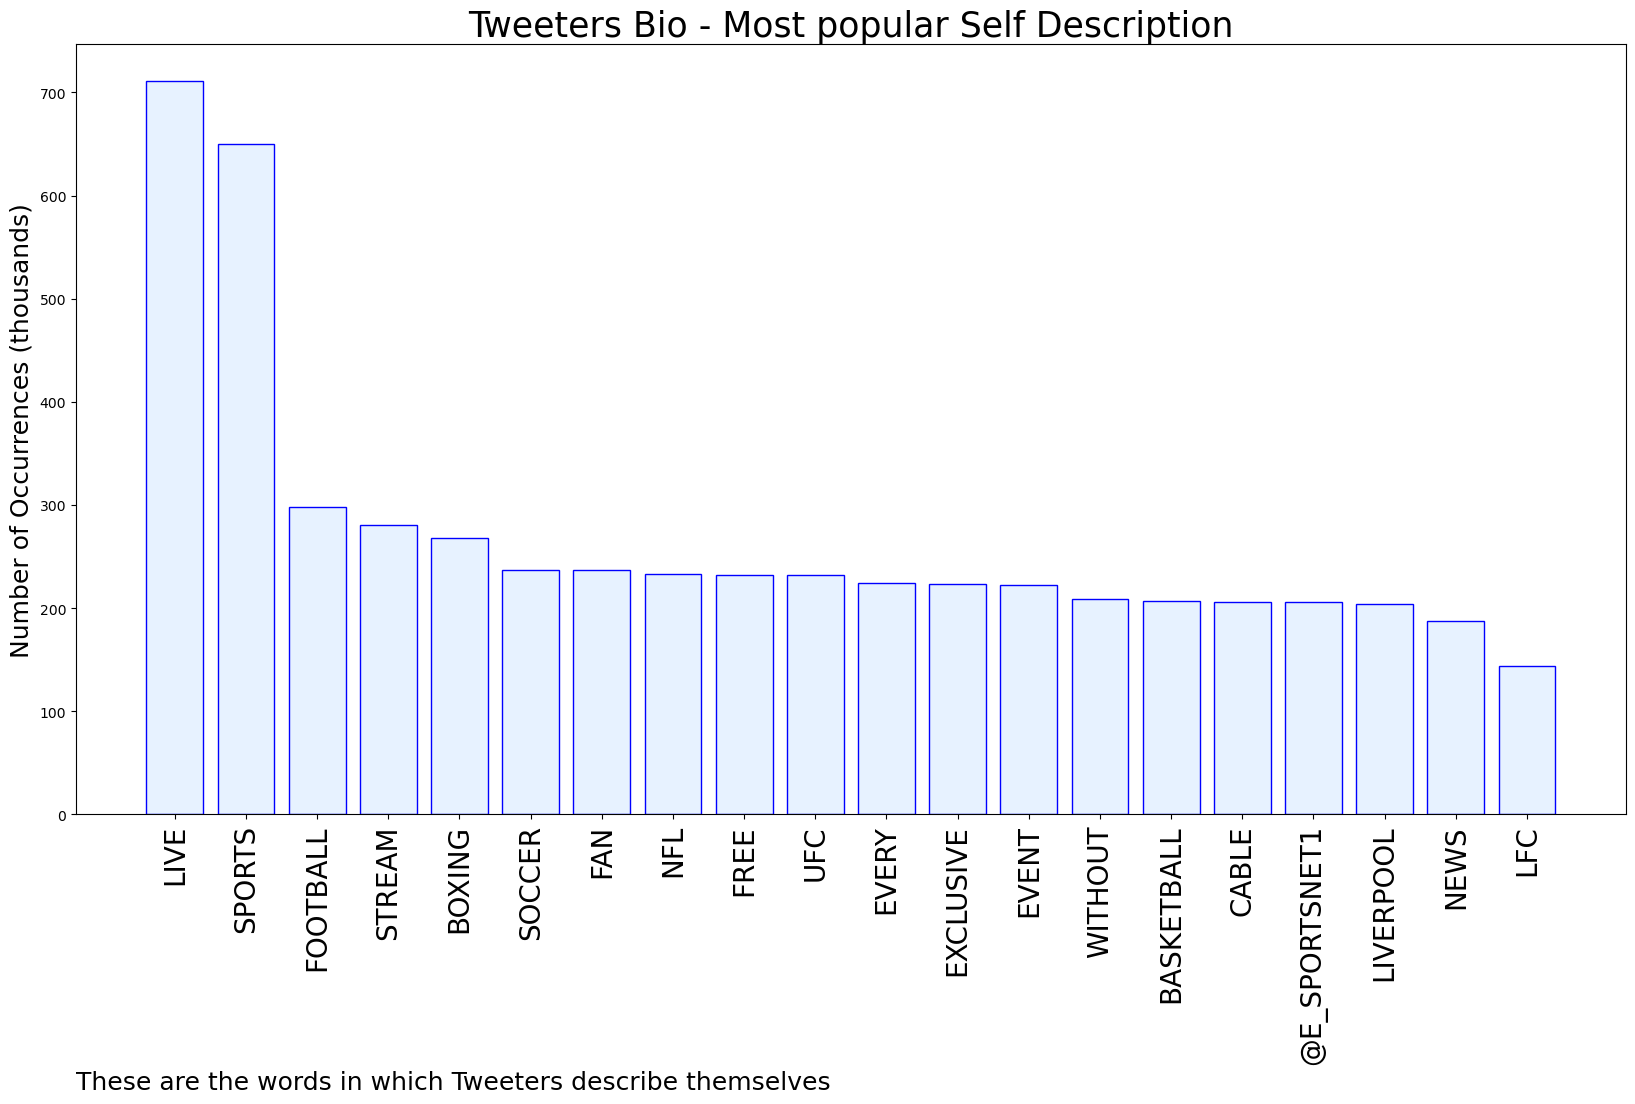 Tweeters Bio - Most popular Self Description
Number of Occurrences (thousands)
700
600
500
400
300
200
100
0
LIVE
SPORTS
FOOTBALL
STREAM
BOXING
SOCCER
FAN
NFL
FREE
UFC
EVERY
EXCLUSIVE
EVENT
WITHOUT
BASKETBALL
CABLE
@E_SPORTSNET1
LIVERPOOL
NEWS
LFC
These are the words in which Tweeters describe themselves